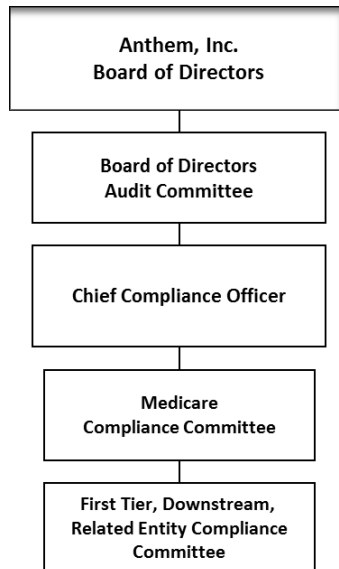 Anthem, Inc.
Board of Directors
Board of Directors
Audit Committee
Chief Compliance Officer
Medicare
Compliance Committee
First Tier, Downstream,
Related Entity Compliance
Committee